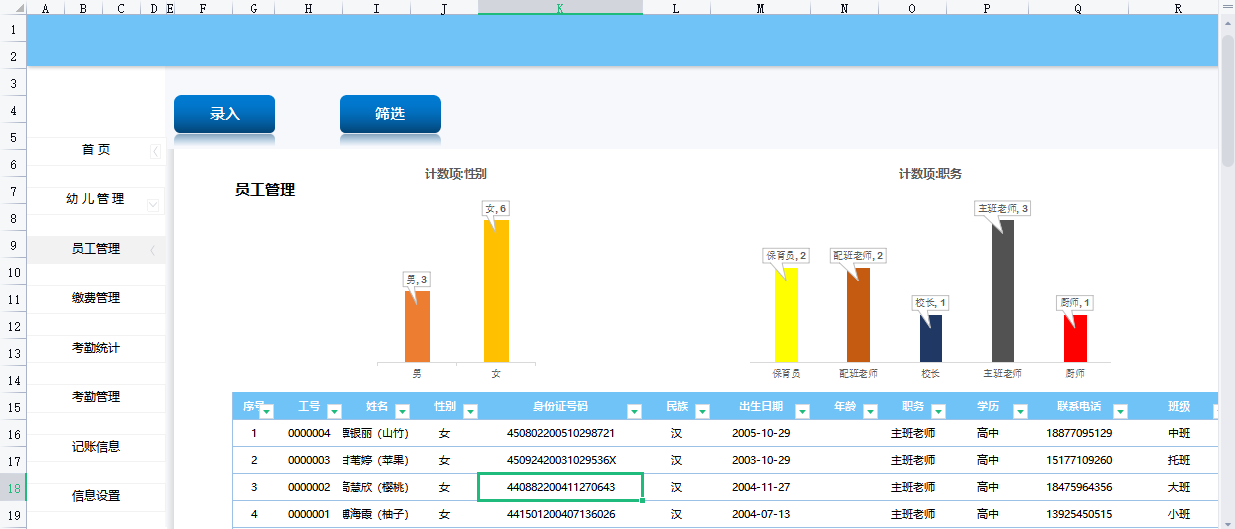 A B C D E F G H I J K L M N O P Q R
1
2
3
4
5
6
7
8
9
10
11
12
13
14
15
16
17
18
19
录入 筛选
首 页
幼 儿 管 理
员工管理
缴费管理
考勤统计
考勤管理
记账信息
信息设置
员工管理
计数项:性别
女, 6
男, 3
男 女
计数项:职务
主班老师, 3
保育员, 2 配班老师, 2
校长, 1 厨师, 1
保育员 配班老师 校长 主班老师 厨师
序号 工号 姓名 性别 身份证号码 民族 出生日期 年龄 职务 学历 联系电话 班级
1 0000004 银丽（山竹） 女 450802200510298721 汉 2005-10-29 主班老师 高中 18877095129 中班
2 0000003 苇婷（苹果） 女 45092420031029536X 汉 2003-10-29 主班老师 高中 15177109260 托班
3 0000002 高慧欣（樱桃） 女 440882200411270643 汉 2004-11-27 主班老师 高中 18475964356 大班
4 0000001 海霞（柚子） 女 441501200407136026 汉 2004-07-13 主班老师 高中 13925450515 小班